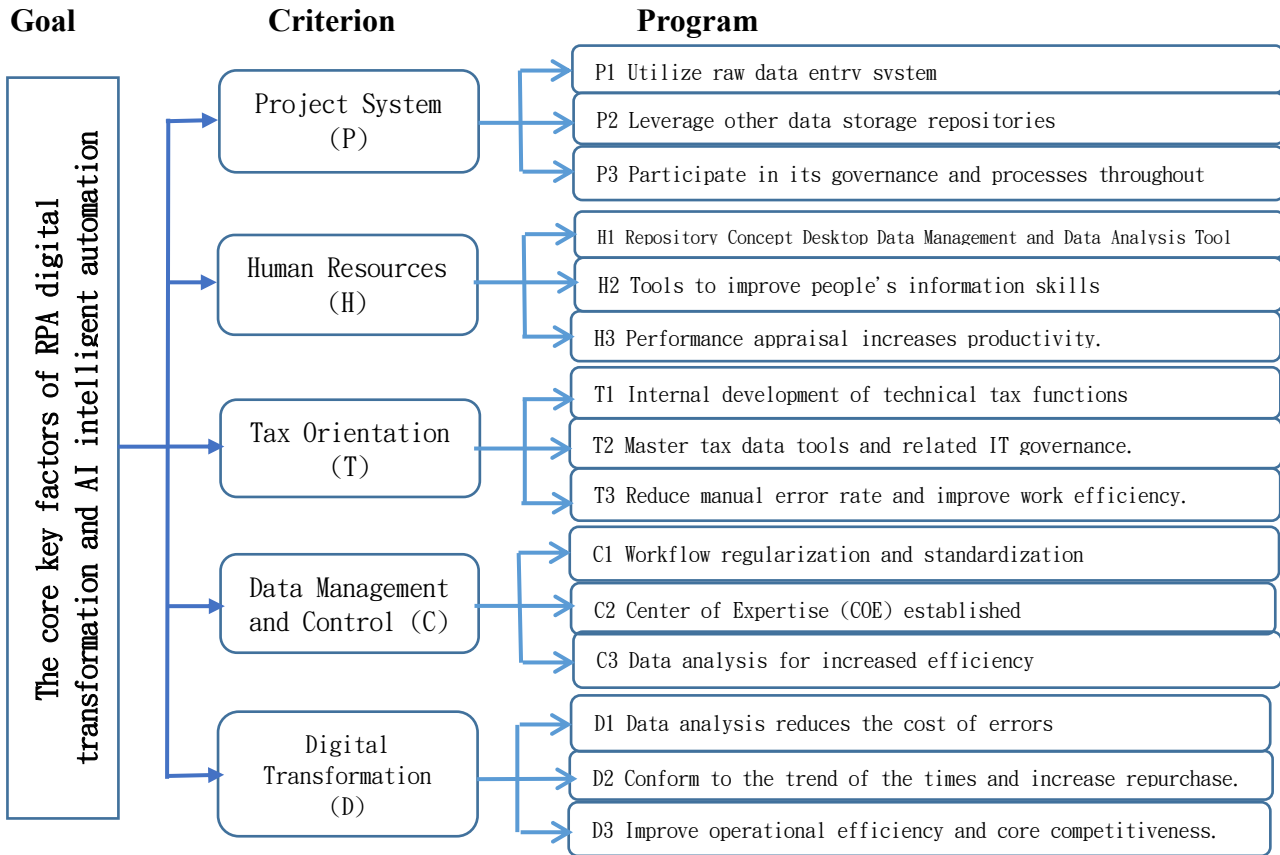 Goal
Criterion
Program
The core key factors of RPA digital
transformation and AI intelligent automation
Project System
(P)
P1 Utilize raw data entry system
P2 Leverage other data storage repositories
P3 Participate in its governance and processes throughout
Human Resources
(H)
H1 Repository Concept Desktop Data Management and Data Analysis Tool
H2 Tools to improve people's information skills
H3 Performance appraisal increases productivity.
Tax Orientation
(T)
T1 Internal development of technical tax functions
T2 Master tax data tools and related IT governance.
T3 Reduce manual error rate and improve work efficiency.
Data Management
and Control (C)
C1 Workflow regularization and standardization
C2 Center of Expertise (COE) established
C3 Data analysis for increased efficiency
Digital
Transformation
(D)
D1 Data analysis reduces the cost of errors
D2 Conform to the trend of the times and increase repurchase.
D3 Improve operational efficiency and core competitiveness.